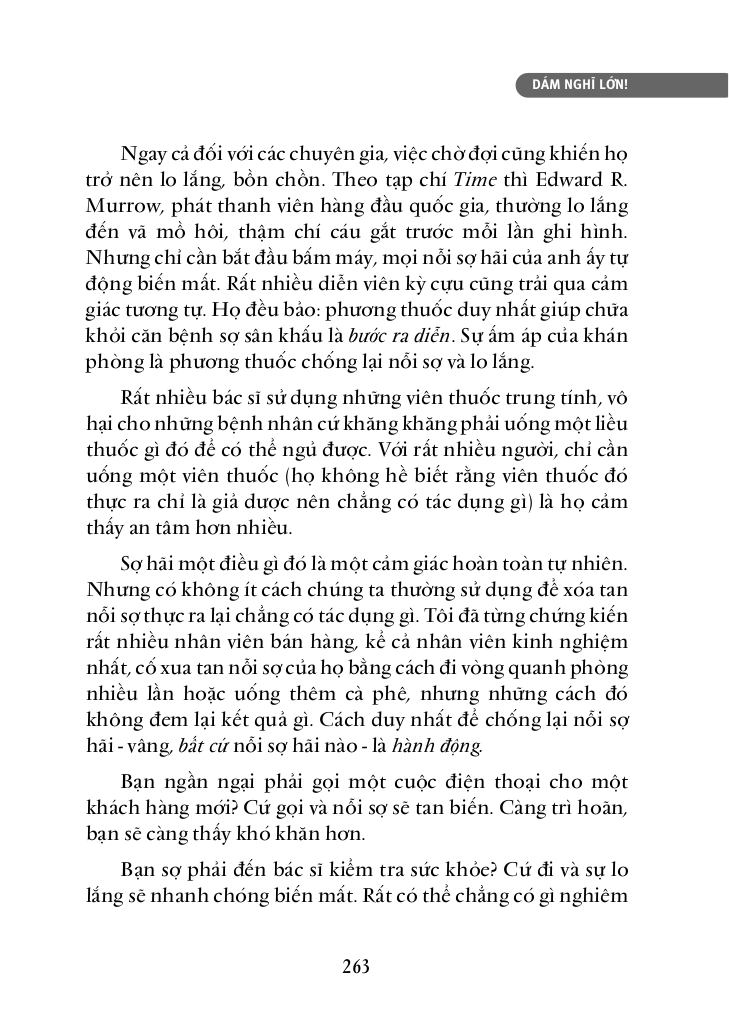 DÁM NGHĨ LỚN!
Ngay cả đối với các chuyên gia, việc chờ đợi cũng khiến họ
trở nên lo lắng, bồn chồn. Theo tạp chí Time thì Edward R.
Murrow, phát thanh viên hàng đầu quốc gia, thường lo lắng
đến vã mồ hôi, thậm chí cáu gắt trước mỗi lần ghi hình.
Nhưng chỉ cần bắt đầu bấm máy, mọi nỗi sợ hãi của anh ấy tự
động biến mất. Rất nhiều diễn viên kỳ cựu cũng trải qua cảm
giác tương tự. Họ đều bảo: phương thuốc duy nhất giúp chữa
khỏi căn bệnh sợ sân khấu là bước ra diễn. Sự ấm áp của khán
phòng là phương thuốc chống lại nỗi sợ và lo lắng.
Rất nhiều bác sĩ sử dụng những viên thuốc trung tính, vô
hại cho những bệnh nhân cứ khăng khăng phải uống một liều
thuốc gì đó để có thể ngủ được. Với rất nhiều người, chỉ cần
uống một viên thuốc (họ không hề biết rằng viên thuốc đó
thực ra chỉ là giả dược nên chẳng có tác dụng gì) là họ cảm
thấy an tâm hơn nhiều.
Sợ hãi một điều gì đó là một cảm giác hoàn toàn tự nhiên.
Nhưng có không ít cách chúng ta thường sử dụng để xóa tan
nỗi sợ thực ra lại chẳng có tác dụng gì. Tôi đã từng chứng kiến
rất nhiều nhân viên bán hàng, kể cả nhân viên kinh nghiệm
nhất, cố xua tan nỗi sợ của họ bằng cách đi vòng quanh phòng
nhiều lần hoặc uống thêm cà phê, nhưng những cách đó
không đem lại kết quả gì. Cách duy nhất để chống lại nỗi sợ
hãi - vâng, bất cứ nỗi sợ hãi nào - là hành động.
Bạn ngần ngại phải gọi một cuộc điện thoại cho một
khách hàng mới? Cứ gọi và nỗi sợ sẽ tan biến. Càng trì hoãn,
bạn sẽ càng thấy khó khăn hơn.
Bạn sợ phải đến bác sĩ kiểm tra sức khỏe? Cứ đi và sự lo
lắng sẽ nhanh chóng biến mất. Rất có thể chẳng có gì nghiêm
263